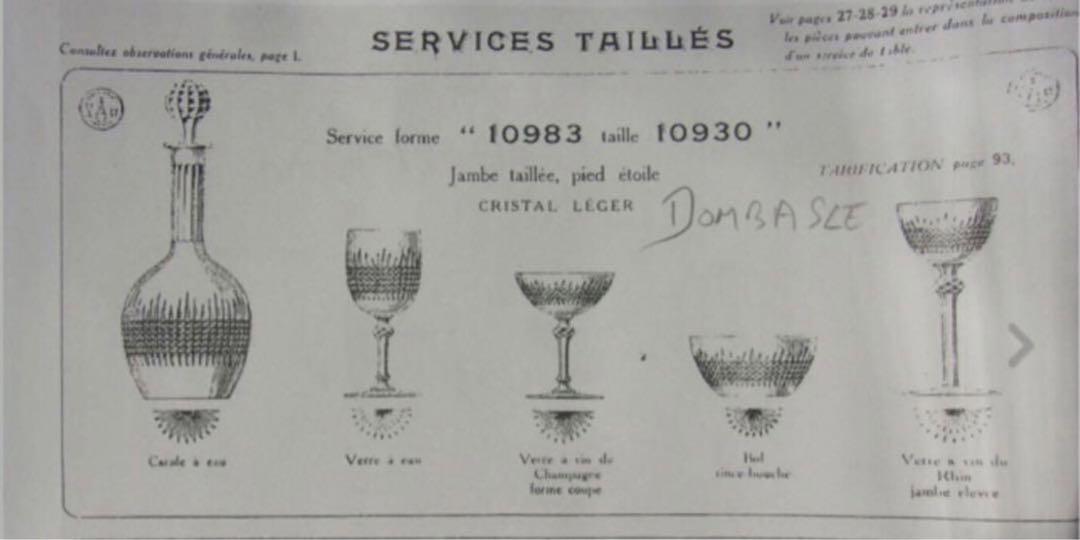 Consultez observations générales, page 1.
SERVICES TAILLÉS
Voir pages 27-28-29 la représentation
les pièces pouvant entrer dans la composition
d'un service de table.
Service forme " 10983 taille 10930 "
Jambe taillée, pied étoile
CRISTAL LÉGER
TARIFICATION page 93.
DOMBASLE
Carafe à eau
Verre à eau
Verre à vin de
Champagne
forme coupe
Bol
rince-bouche
Verre à vin du
Rhin
jambe élevée